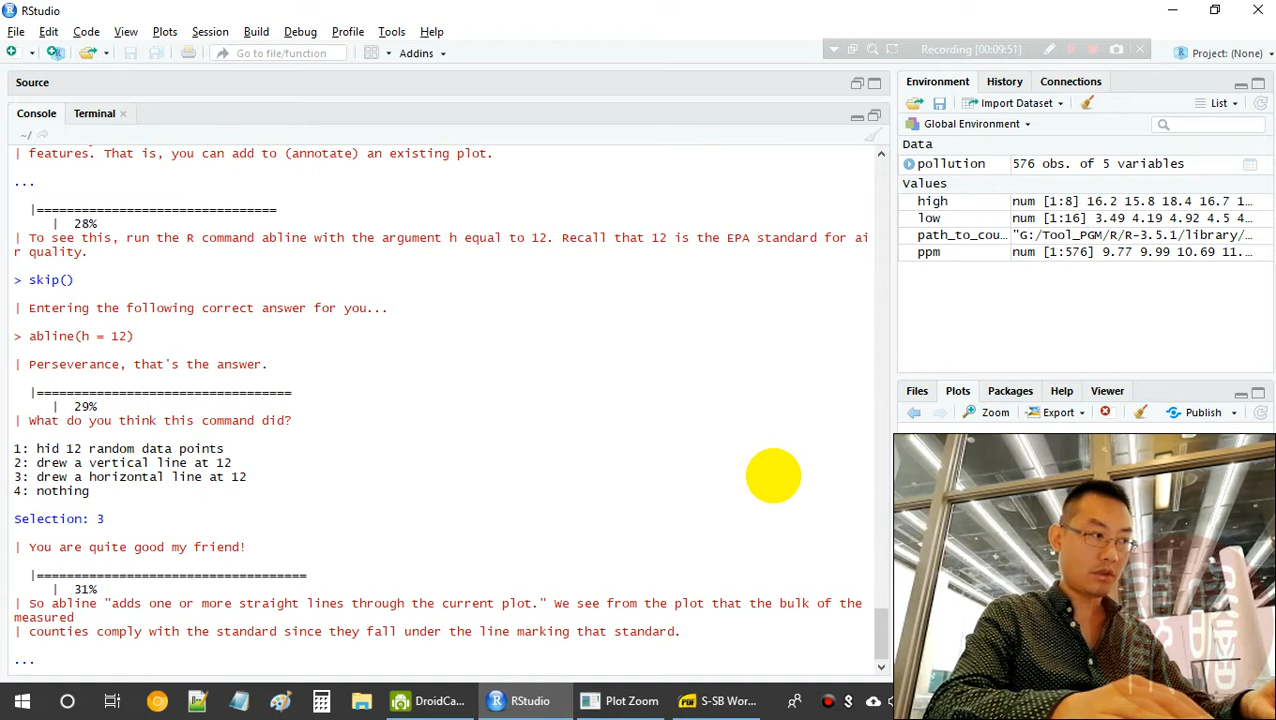 RStudio
File Edit Code View Plots Session Build Debug Profile Tools Help
Go to file/function Addins Recording [00:09:51] Project: (None)
Source
Console Terminal
~/
| features. That is, you can add to (annotate) an existing plot.
...
|================================
| 28%
| To see this, run the R command abline with the argument h equal to 12. Recall that 12 is the EPA standard for ai
r quality.
> skip()
| Entering the following correct answer for you...
> abline(h = 12)
| Perseverance, that's the answer.
|==================================
| 29%
| What do you think this command did?
1: hid 12 random data points
2: drew a vertical line at 12
3: drew a horizontal line at 12
4: nothing
Selection: 3
| You are quite good my friend!
|====================================
| 31%
| So abline "adds one or more straight lines through the current plot." We see from the plot that the bulk of the
measured
| counties comply with the standard since they fall under the line marking that standard.
...
Environment History Connections
Import Dataset List
Global Environment
Data
pollution 576 obs. of 5 variables
Values
high num [1:8] 16.2 15.8 18.4 16.7 1...
low num [1:16] 3.49 4.19 4.92 4.5 4...
path_to_cou... "G:/Tool_PGM/R/R-3.5.1/library/...
ppm num [1:576] 9.77 9.99 10.69 11....
Files Plots Packages Help Viewer
Zoom Export Publish
DroidCa... RStudio Plot Zoom S-SB Wor...